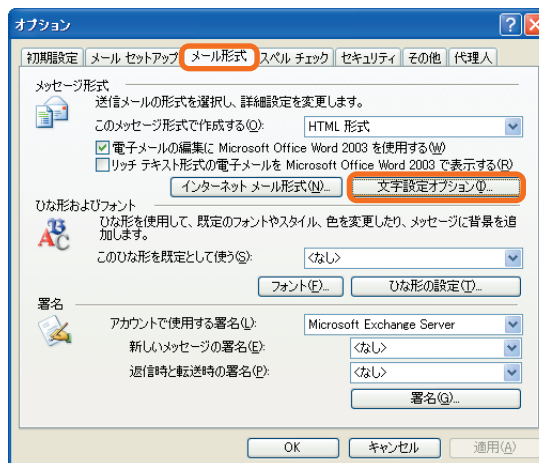 オプション
初期設定 メール セットアップ メール形式 スペル チェック セキュリティ その他 代理人
メッセージ形式
送信メールの形式を選択し、詳細設定を変更します。
このメッセージ形式で作成する(O): HTML 形式
電子メールの編集に Microsoft Office Word 2003 を使用する(W)
リッチ テキスト形式の電子メールを Microsoft Office Word 2003 で表示する(R)
インターネット メール形式(N)... 文字設定オプション(I)...
ひな形およびフォント
ひな形を使用して、既定のフォントやスタイル、色を変更したり、メッセージに背景を追
加します。
このひな形を既定として使う(S): <なし>
フォント(F)... ひな形の設定(T)...
署名
アカウントで使用する署名(L): Microsoft Exchange Server
新しいメッセージの署名(E): <なし>
返信時と転送時の署名(P): <なし>
署名(G)...
OK キャンセル 適用(A)